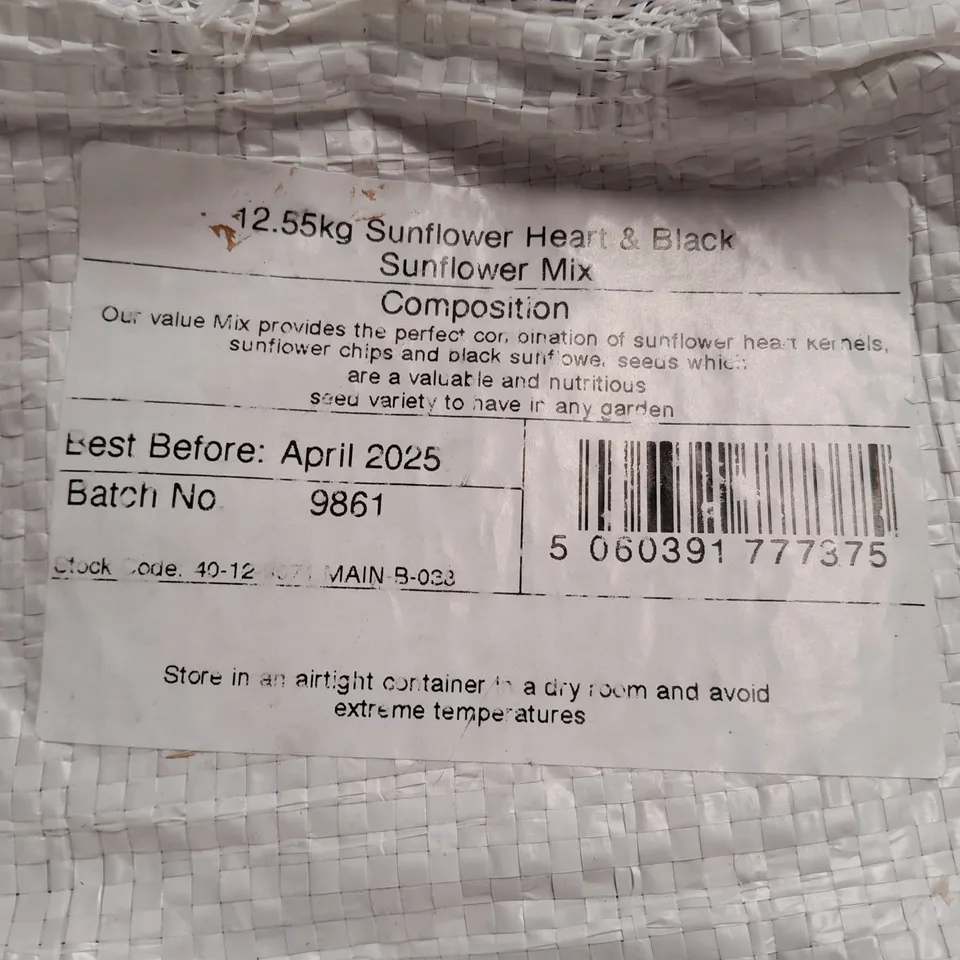 12.55kg Sunflower Heart & Black
Sunflower Mix
Composition
Our value Mix provides the perfect combination of sunflower heart kernels,
sunflower chips and black sunflower seeds which
are a valuable and nutritious
seed variety to have in any garden
Best Before: April 2025
Batch No 9861
5 060391 777375
Stock Code: 40-12 MAIN-B-033
Store in an airtight container in a dry room and avoid
extreme temperatures